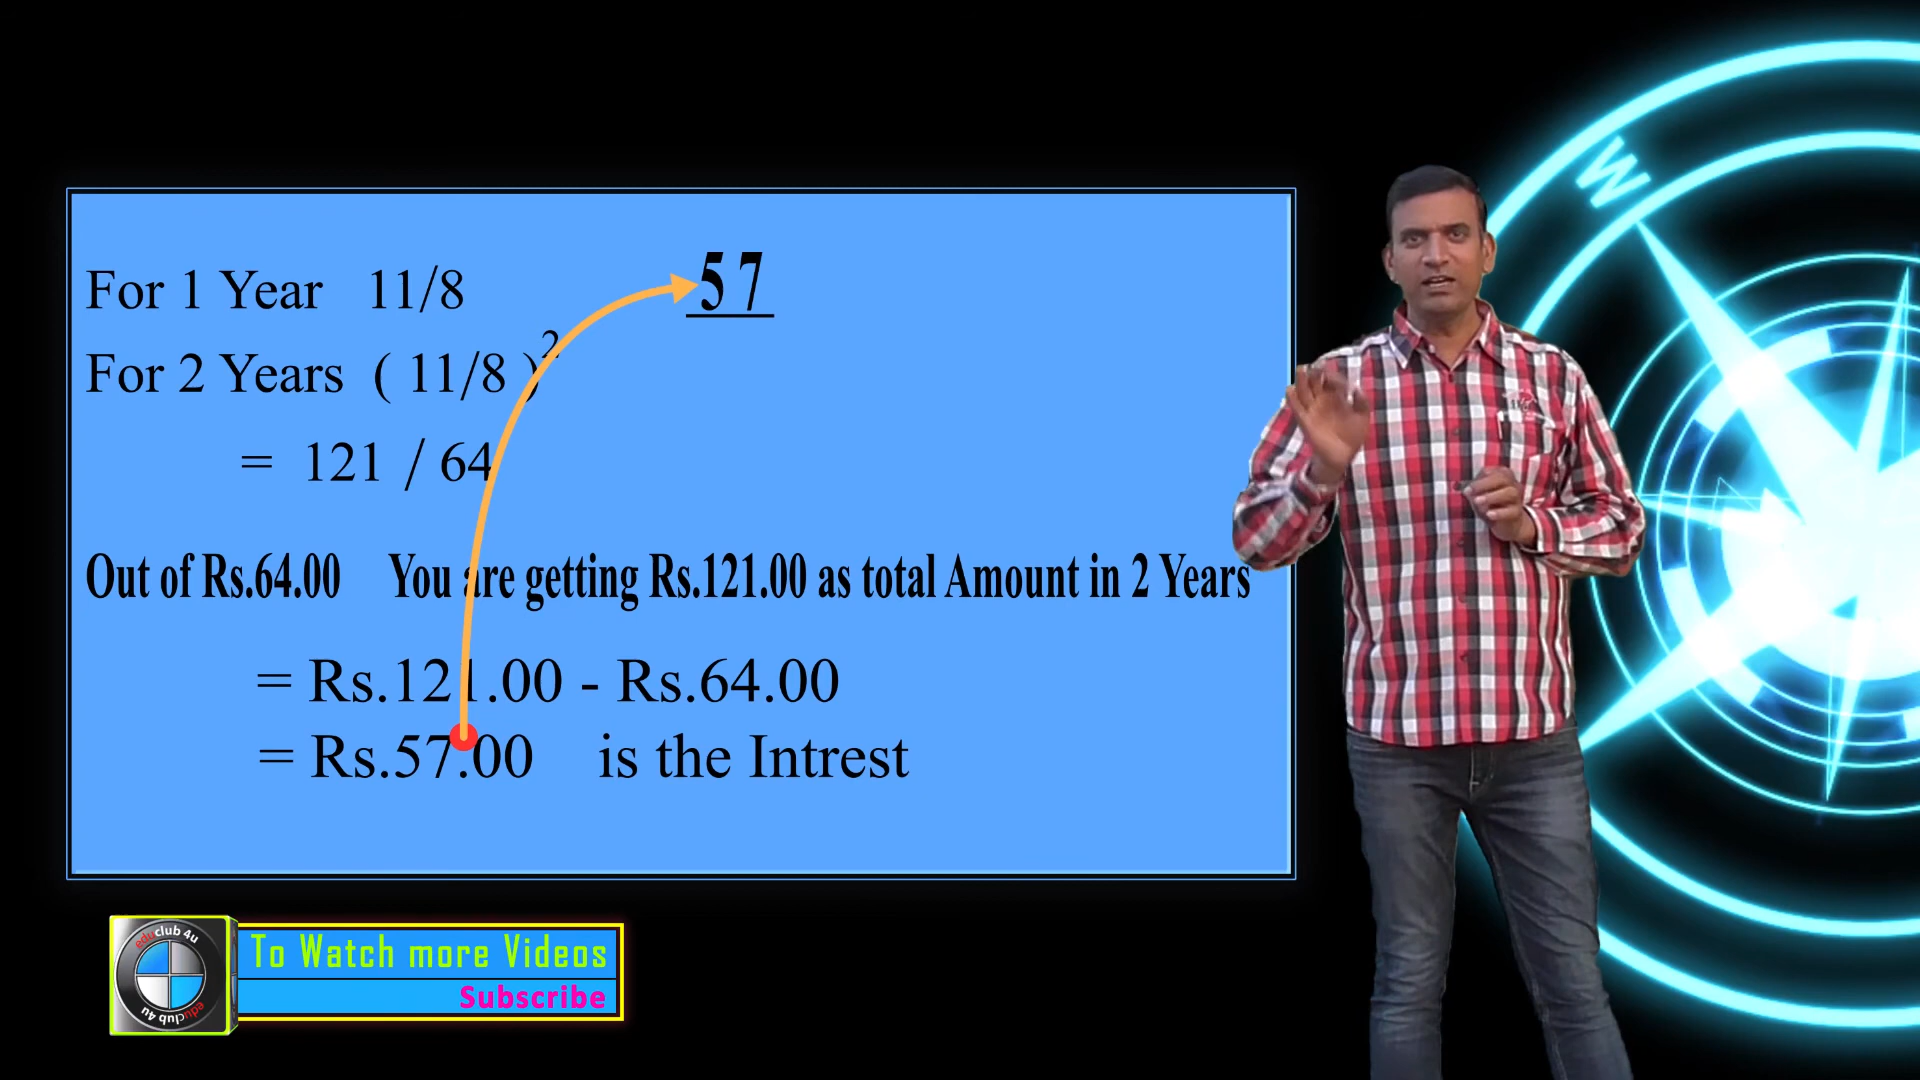 For 1 Year 11/8
57
For 2 Years ( 11/8 )2
= 121 / 64
Out of Rs.64.00 You are getting Rs.121.00 as total Amount in 2 Years
= Rs.121.00 - Rs.64.00
= Rs.57.00 is the Intrest
W
educlub 4u
educlub 4u
To Watch more Videos
Subscribe